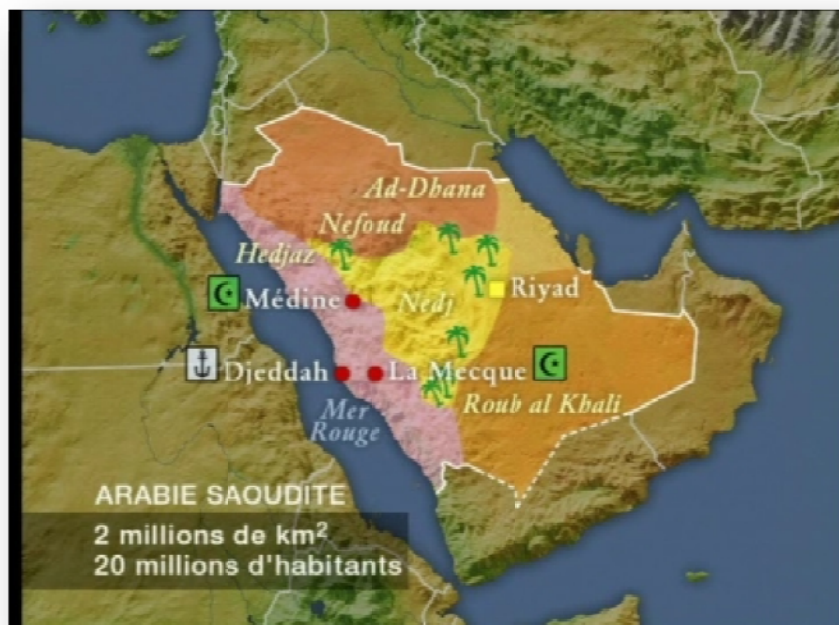 Ad-Dhana
Nefoud
Hedjaz
Médine
Nedj
Riyad
Djeddah
La Mecque
Mer
Rouge
Roub al Khali
ARABIE SAOUDITE
2 millions de km²
20 millions d'habitants